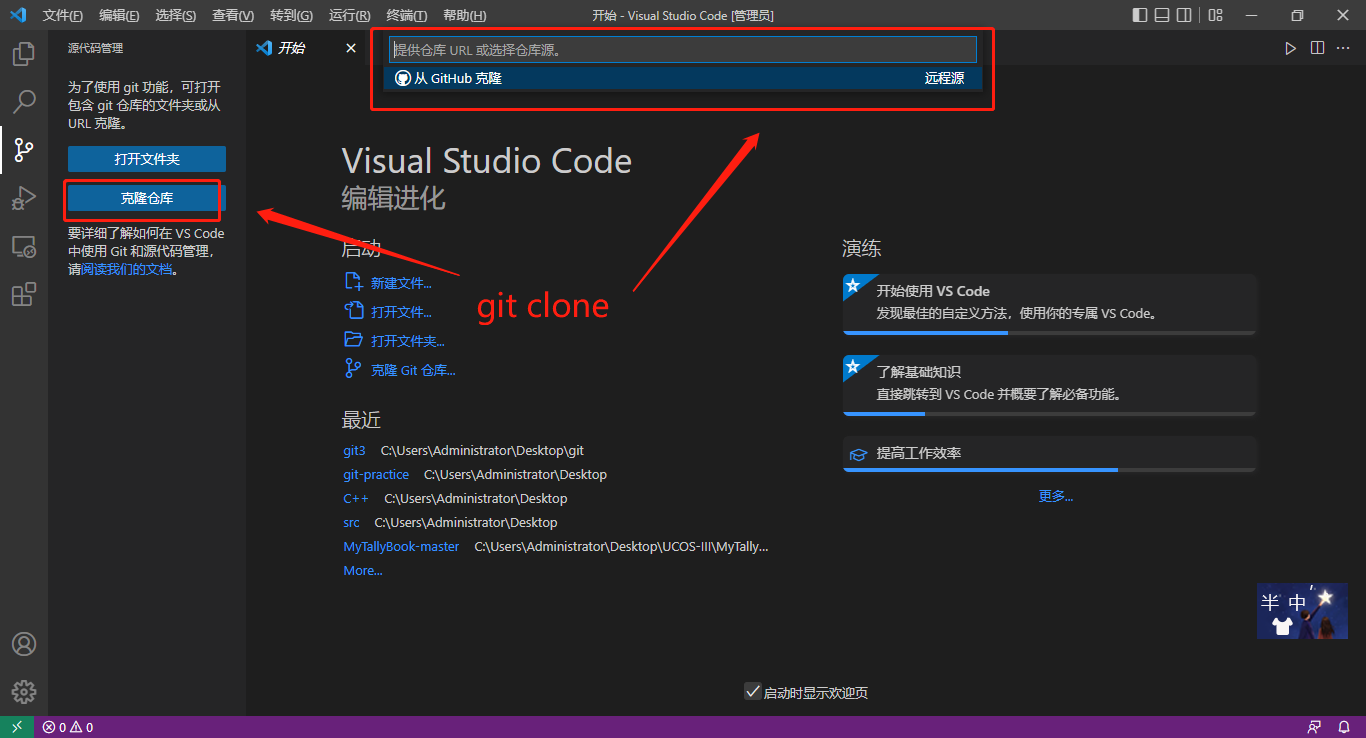 文件(F) 编辑(E) 选择(S) 查看(V) 转到(G) 运行(R) 终端(T) 帮助(H) 开始 - Visual Studio Code [管理员]
源代码管理
开始
提供仓库 URL 或选择仓库源。
从 GitHub 克隆 远程源
为了使用 git 功能，可打开
包含 git 仓库的文件夹或从
URL 克隆。
打开文件夹
克隆仓库
要详细了解如何在 VS Code
中使用 Git 和源代码管理，
请阅读我们的文档。
Visual Studio Code
编辑进化
启动
新建文件...
打开文件...
打开文件夹...
克隆 Git 仓库...
git clone
最近
git3 C:\Users\Administrator\Desktop\git
git-practice C:\Users\Administrator\Desktop
C++ C:\Users\Administrator\Desktop
src C:\Users\Administrator\Desktop
MyTallyBook-master C:\Users\Administrator\Desktop\UCOS-III\MyTally...
More...
演练
开始使用 VS Code
发现最佳的自定义方法，使用你的专属 VS Code。
了解基础知识
直接跳转到 VS Code 并概要了解必备功能。
提高工作效率
更多...
半 中 ’,
启动时显示欢迎页
0 0